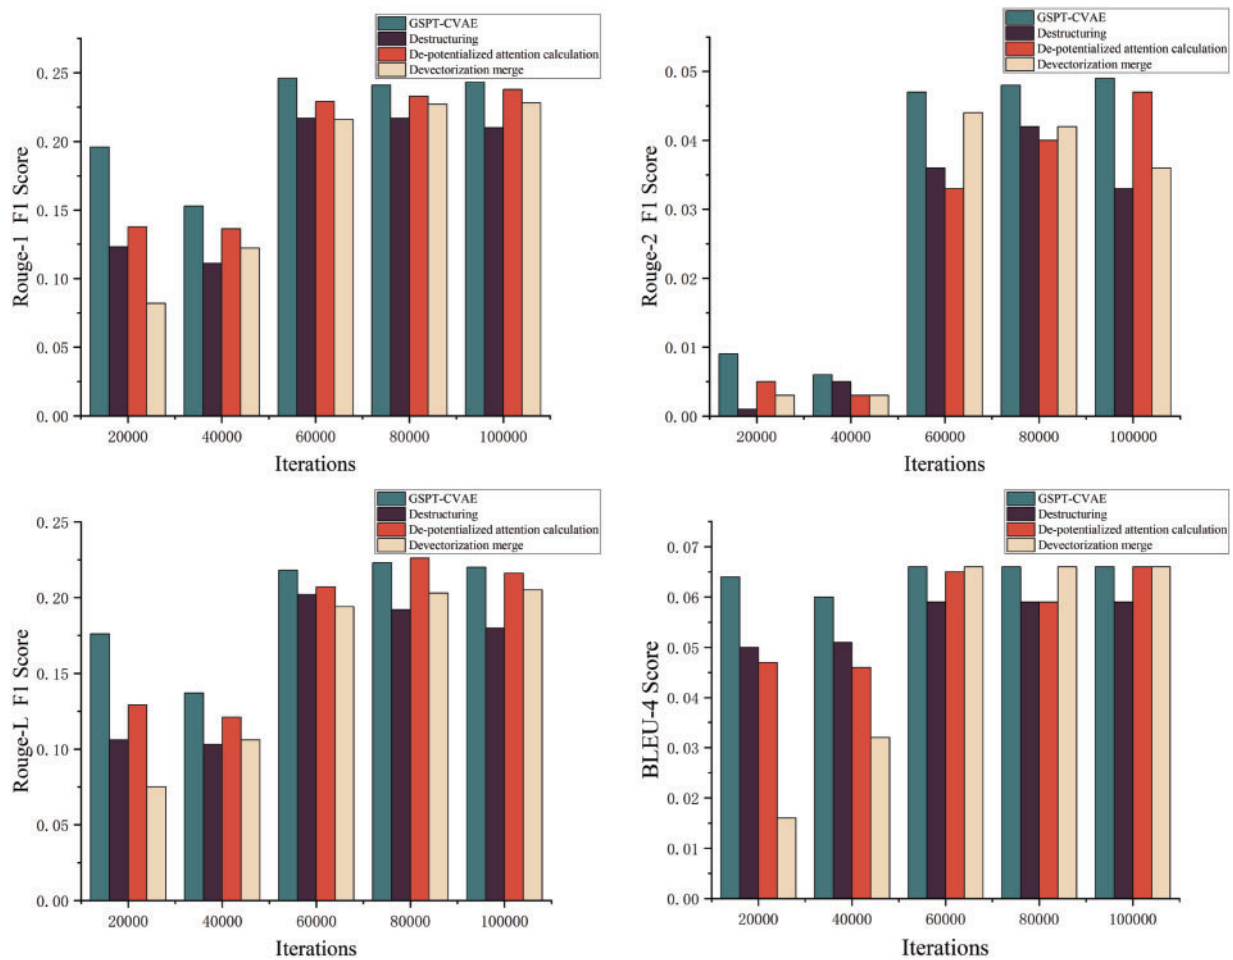 GSPT-CVAE
Destructuring
De-potentialized attention calculation
Devectorization merge
Rouge-1 F1 Score
0.25
0.20
0.15
0.10
0.05
0.00
20000 40000 60000 80000 100000
Iterations
GSPT-CVAE
Destructuring
De-potentialized attention calculation
Devectorization merge
Rouge-2 F1 Score
0.05
0.04
0.03
0.02
0.01
0.00
20000 40000 60000 80000 100000
Iterations
GSPT-CVAE
Destructuring
De-potentialized attention calculation
Devectorization merge
Rouge-L F1 Score
0.25
0.20
0.15
0.10
0.05
0.00
20000 40000 60000 80000 100000
Iterations
GSPT-CVAE
Destructuring
De-potentialized attention calculation
Devectorization merge
BLEU-4 Score
0.07
0.06
0.05
0.04
0.03
0.02
0.01
0.00
20000 40000 60000 80000 100000
Iterations